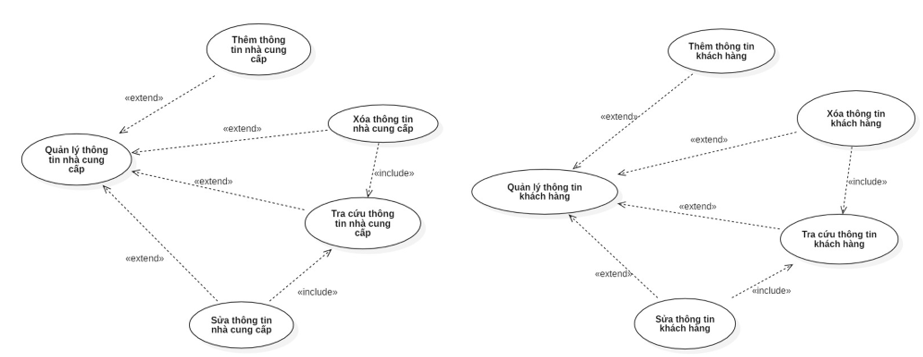 Thêm thông
tin nhà cung
cấp
«extend»
Xóa thông tin
nhà cung cấp
«extend»
Quản lý thông
tin nhà cung
cấp
«include»
«extend»
Tra cứu thông
tin nhà cung
cấp
«extend»
«include»
Sửa thông tin
nhà cung cấp
Thêm thông tin
khách hàng
«extend»
Xóa thông tin
khách hàng
«extend»
«include»
Quản lý thông tin
khách hàng
«extend»
Tra cứu thông tin
khách hàng
«extend»
«include»
Sửa thông tin
khách hàng